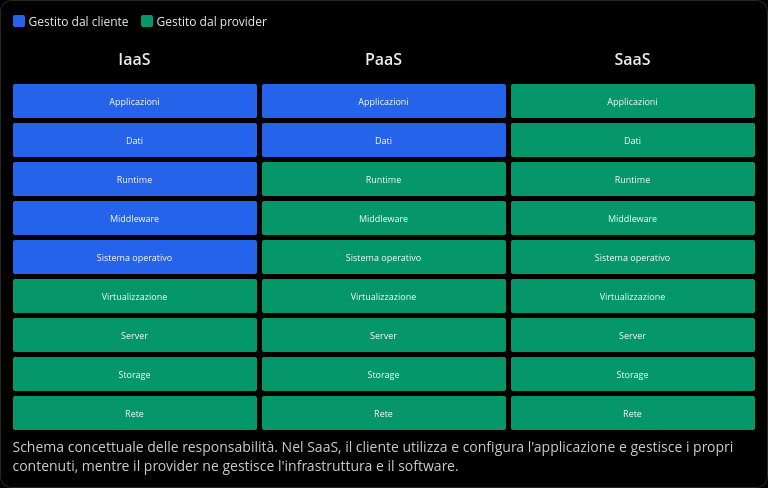 Gestito dal cliente Gestito dal provider
IaaS PaaS SaaS
Applicazioni Applicazioni Applicazioni
Dati Dati Dati
Runtime Runtime Runtime
Middleware Middleware Middleware
Sistema operativo Sistema operativo Sistema operativo
Virtualizzazione Virtualizzazione Virtualizzazione
Server Server Server
Storage Storage Storage
Rete Rete Rete
Schema concettuale delle responsabilità. Nel SaaS, il cliente utilizza e configura l'applicazione e gestisce i propri
contenuti, mentre il provider ne gestisce l'infrastruttura e il software.